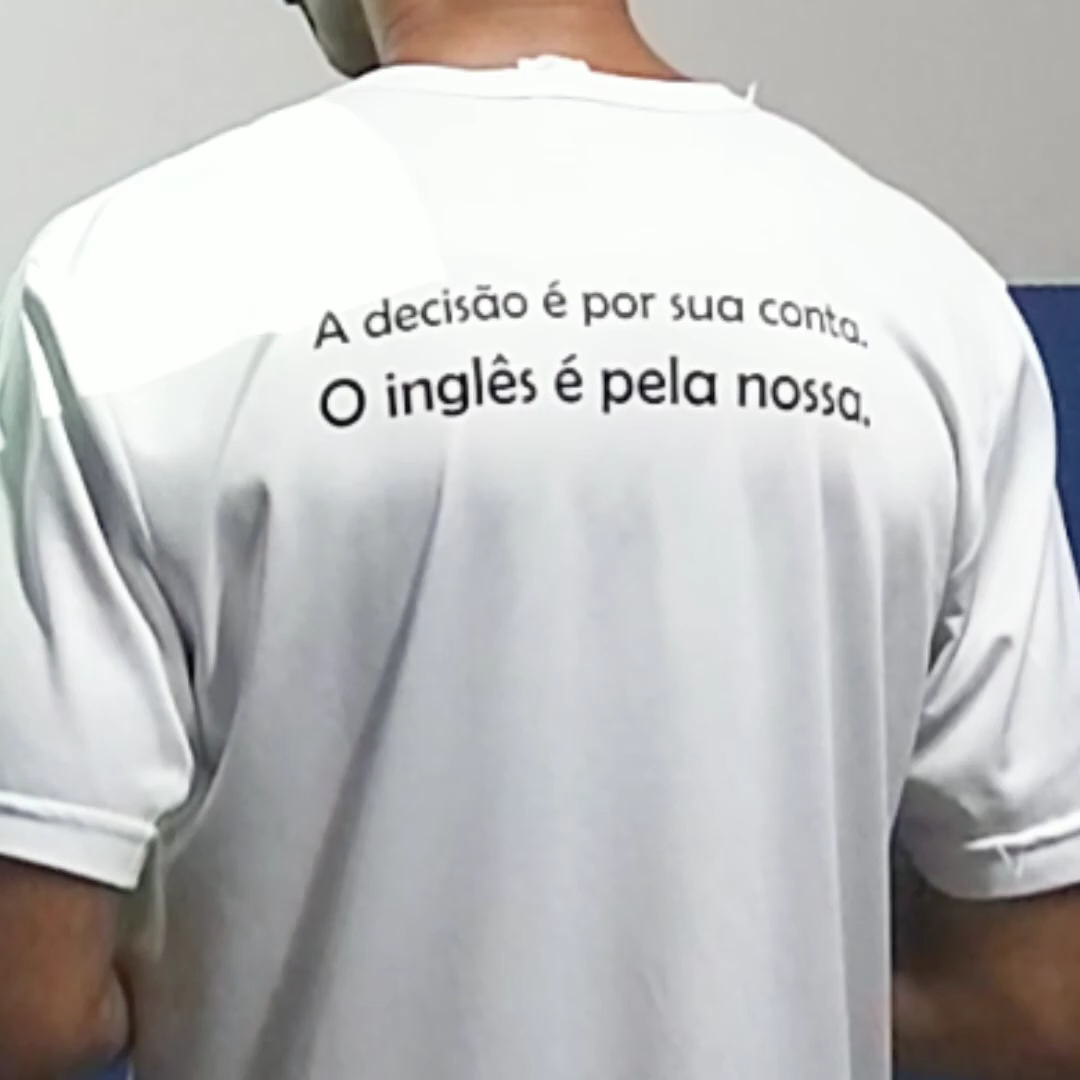 A decisão é por sua conta.
O inglês é pela nossa.